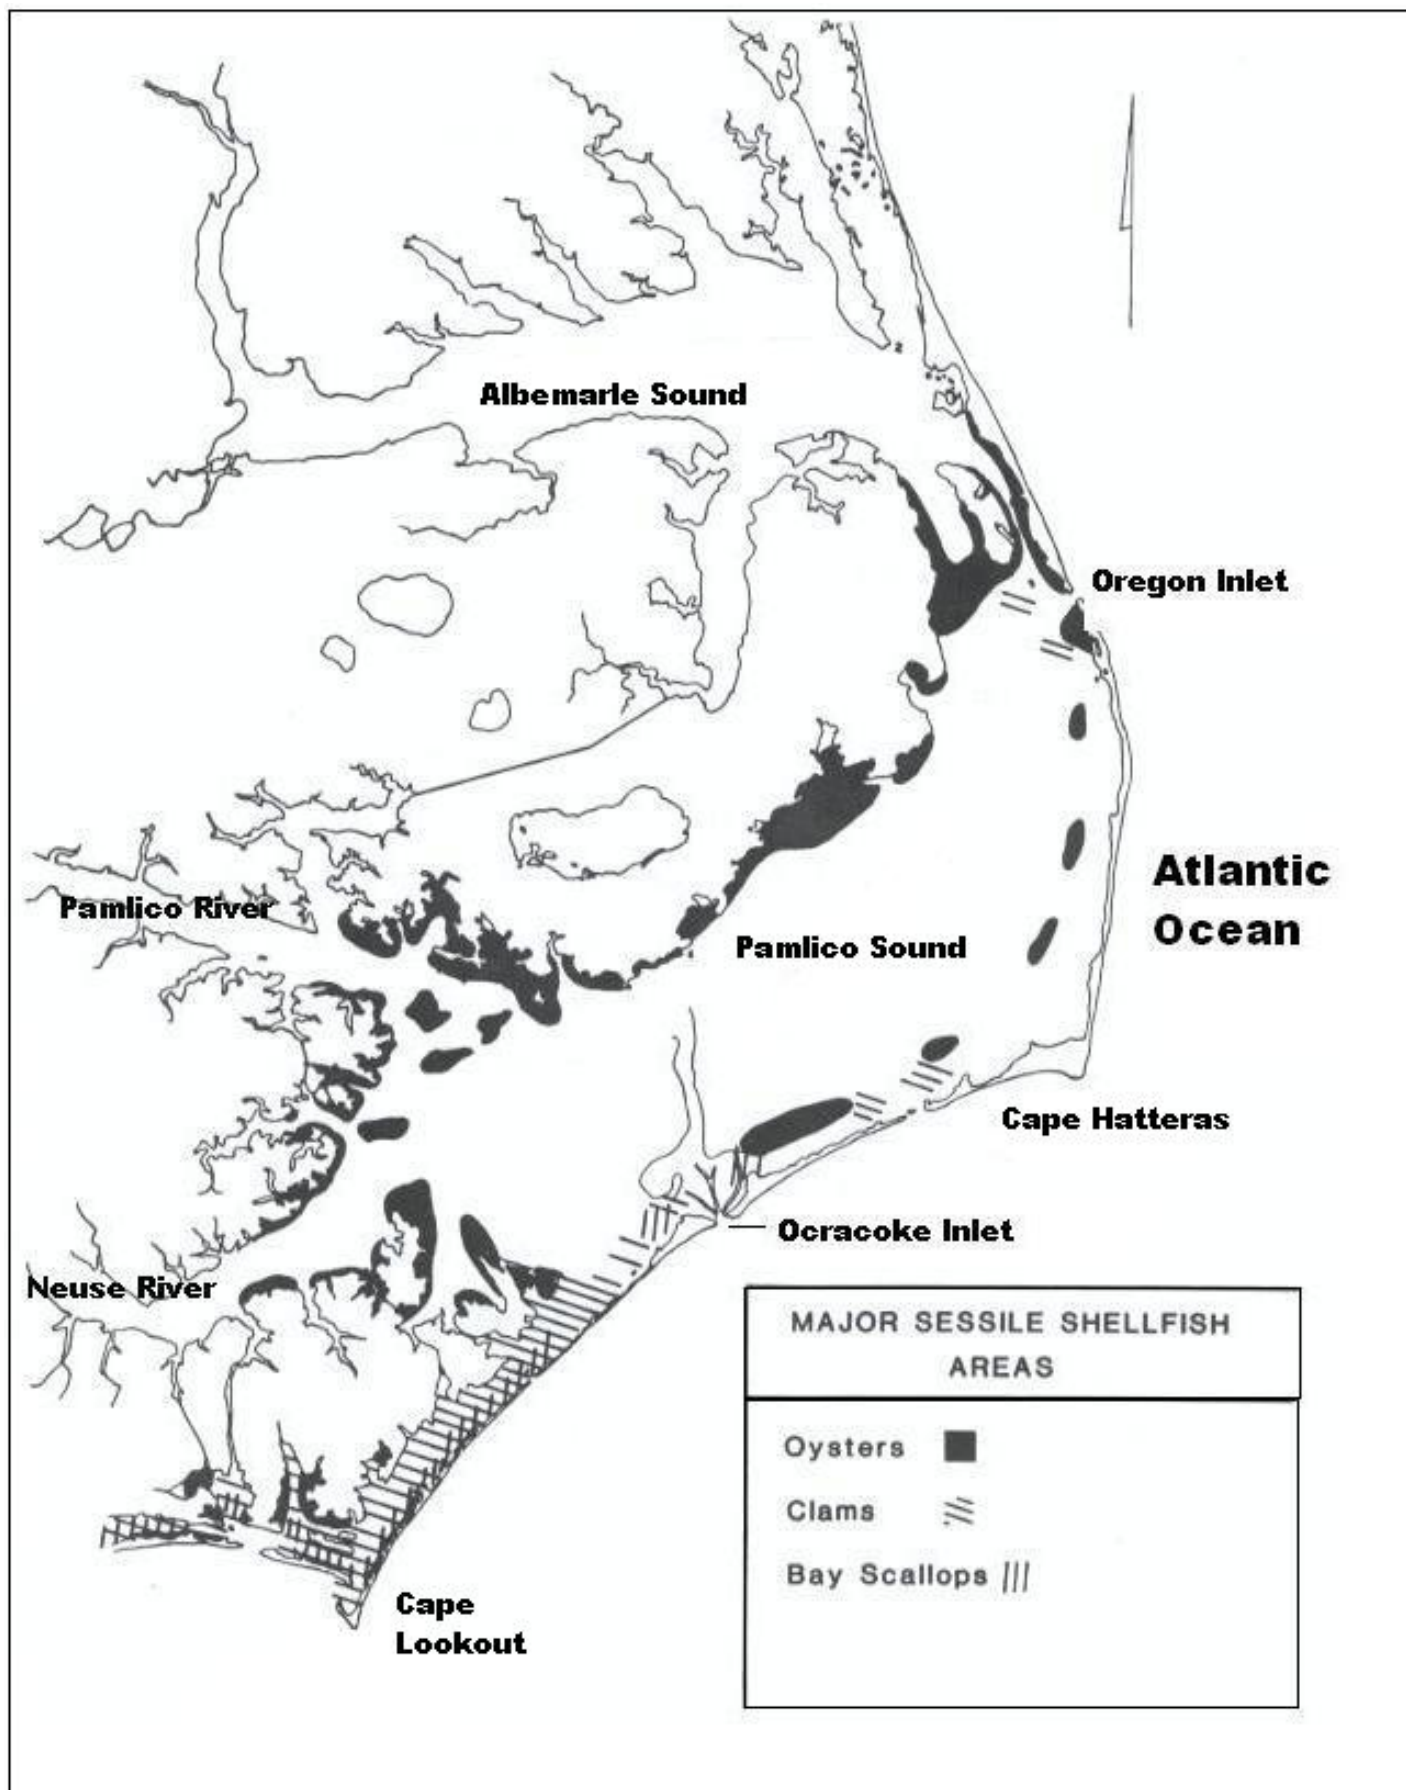 Albemarle Sound
2
Oregon Inlet
Atlantic
Ocean
Pamlico River
Pamlico Sound
Cape Hatteras
Ocracoke Inlet
Neuse River
MAJOR SESSILE SHELLFISH
AREAS
Oysters
Clams
Bay Scallops
Cape
Lookout